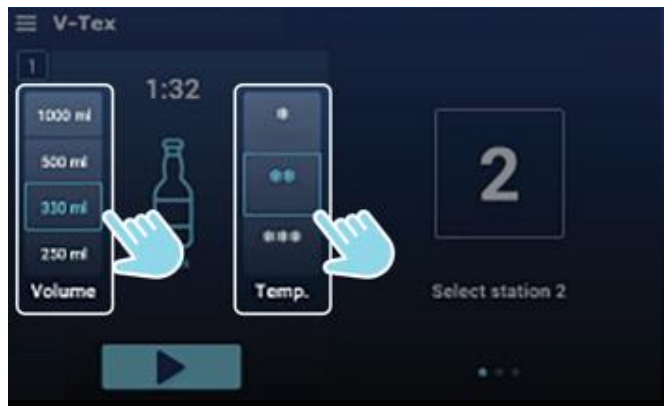 V-Tex
1
1:32
1000 ml
500 ml
330 ml
250 ml
Volume
Temp.
2
Select station 2